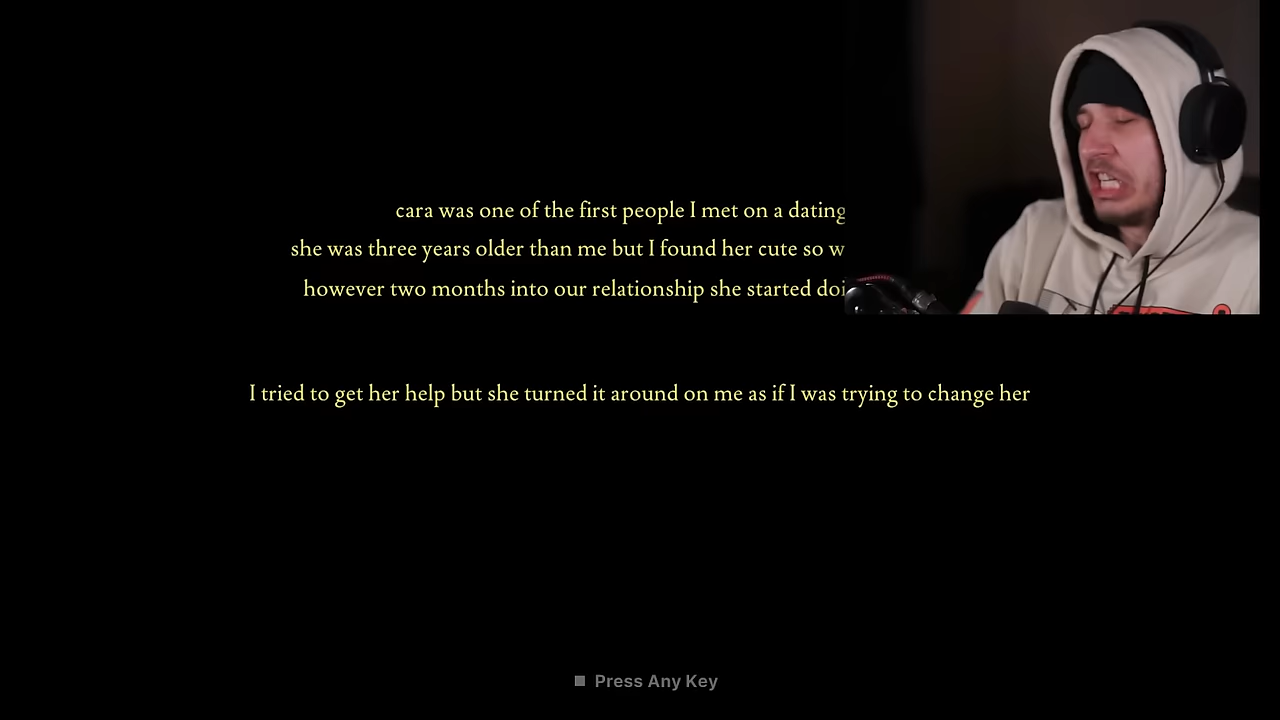 cara was one of the first people I met on a dating
she was three years older than me but I found her cute so
however two months into our relationship she started
I tried to get her help but she turned it around on me as if I was trying to change her
Press Any Key